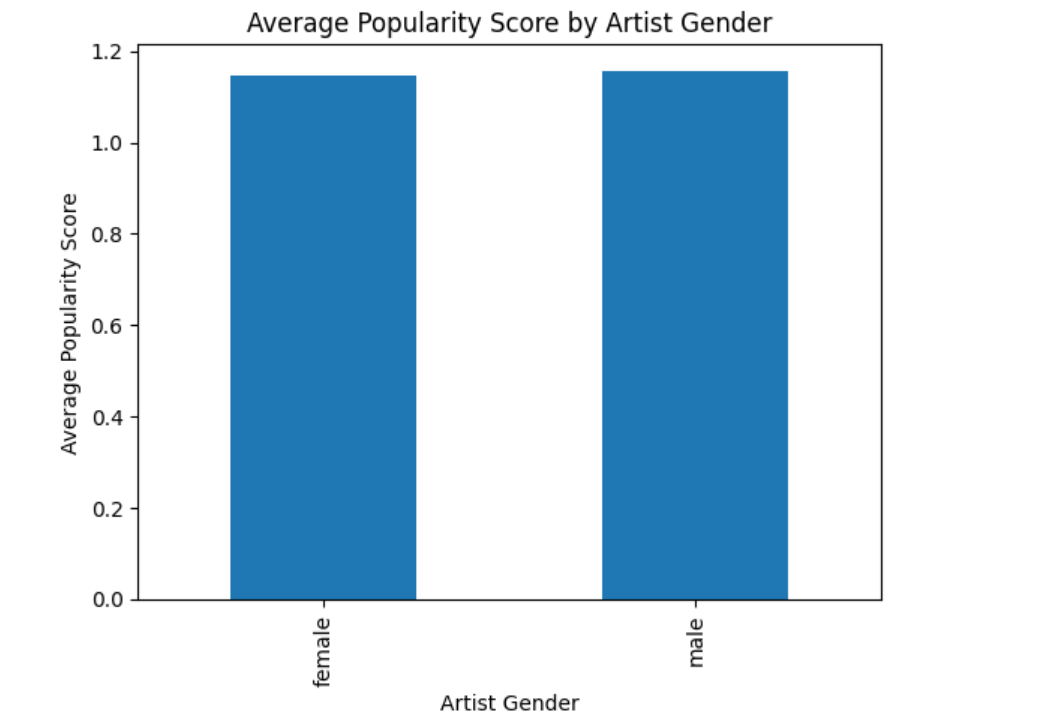 Average Popularity Score by Artist Gender
Average Popularity Score
1.2
1.0
0.8
0.6
0.4
0.2
0.0
female
male
Artist Gender